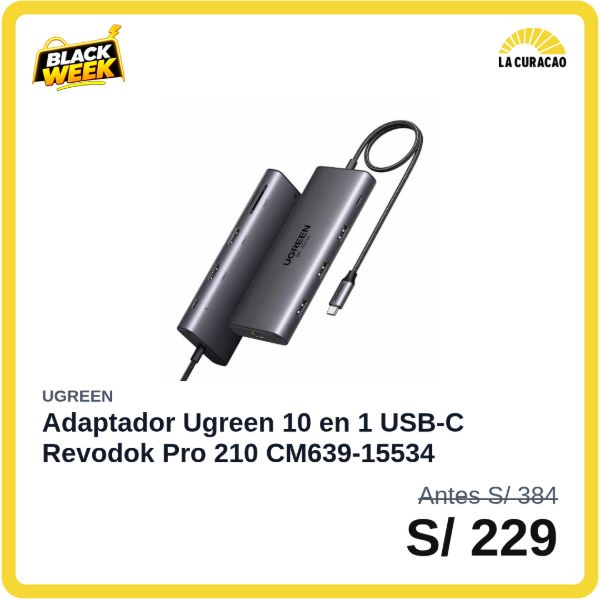 BLACK
WEEK
LA CURACAO
UGREEN
UGREEN
Adaptador Ugreen 10 en 1 USB-C
Revodok Pro 210 CM639-15534
Antes S/ 384
S/ 229